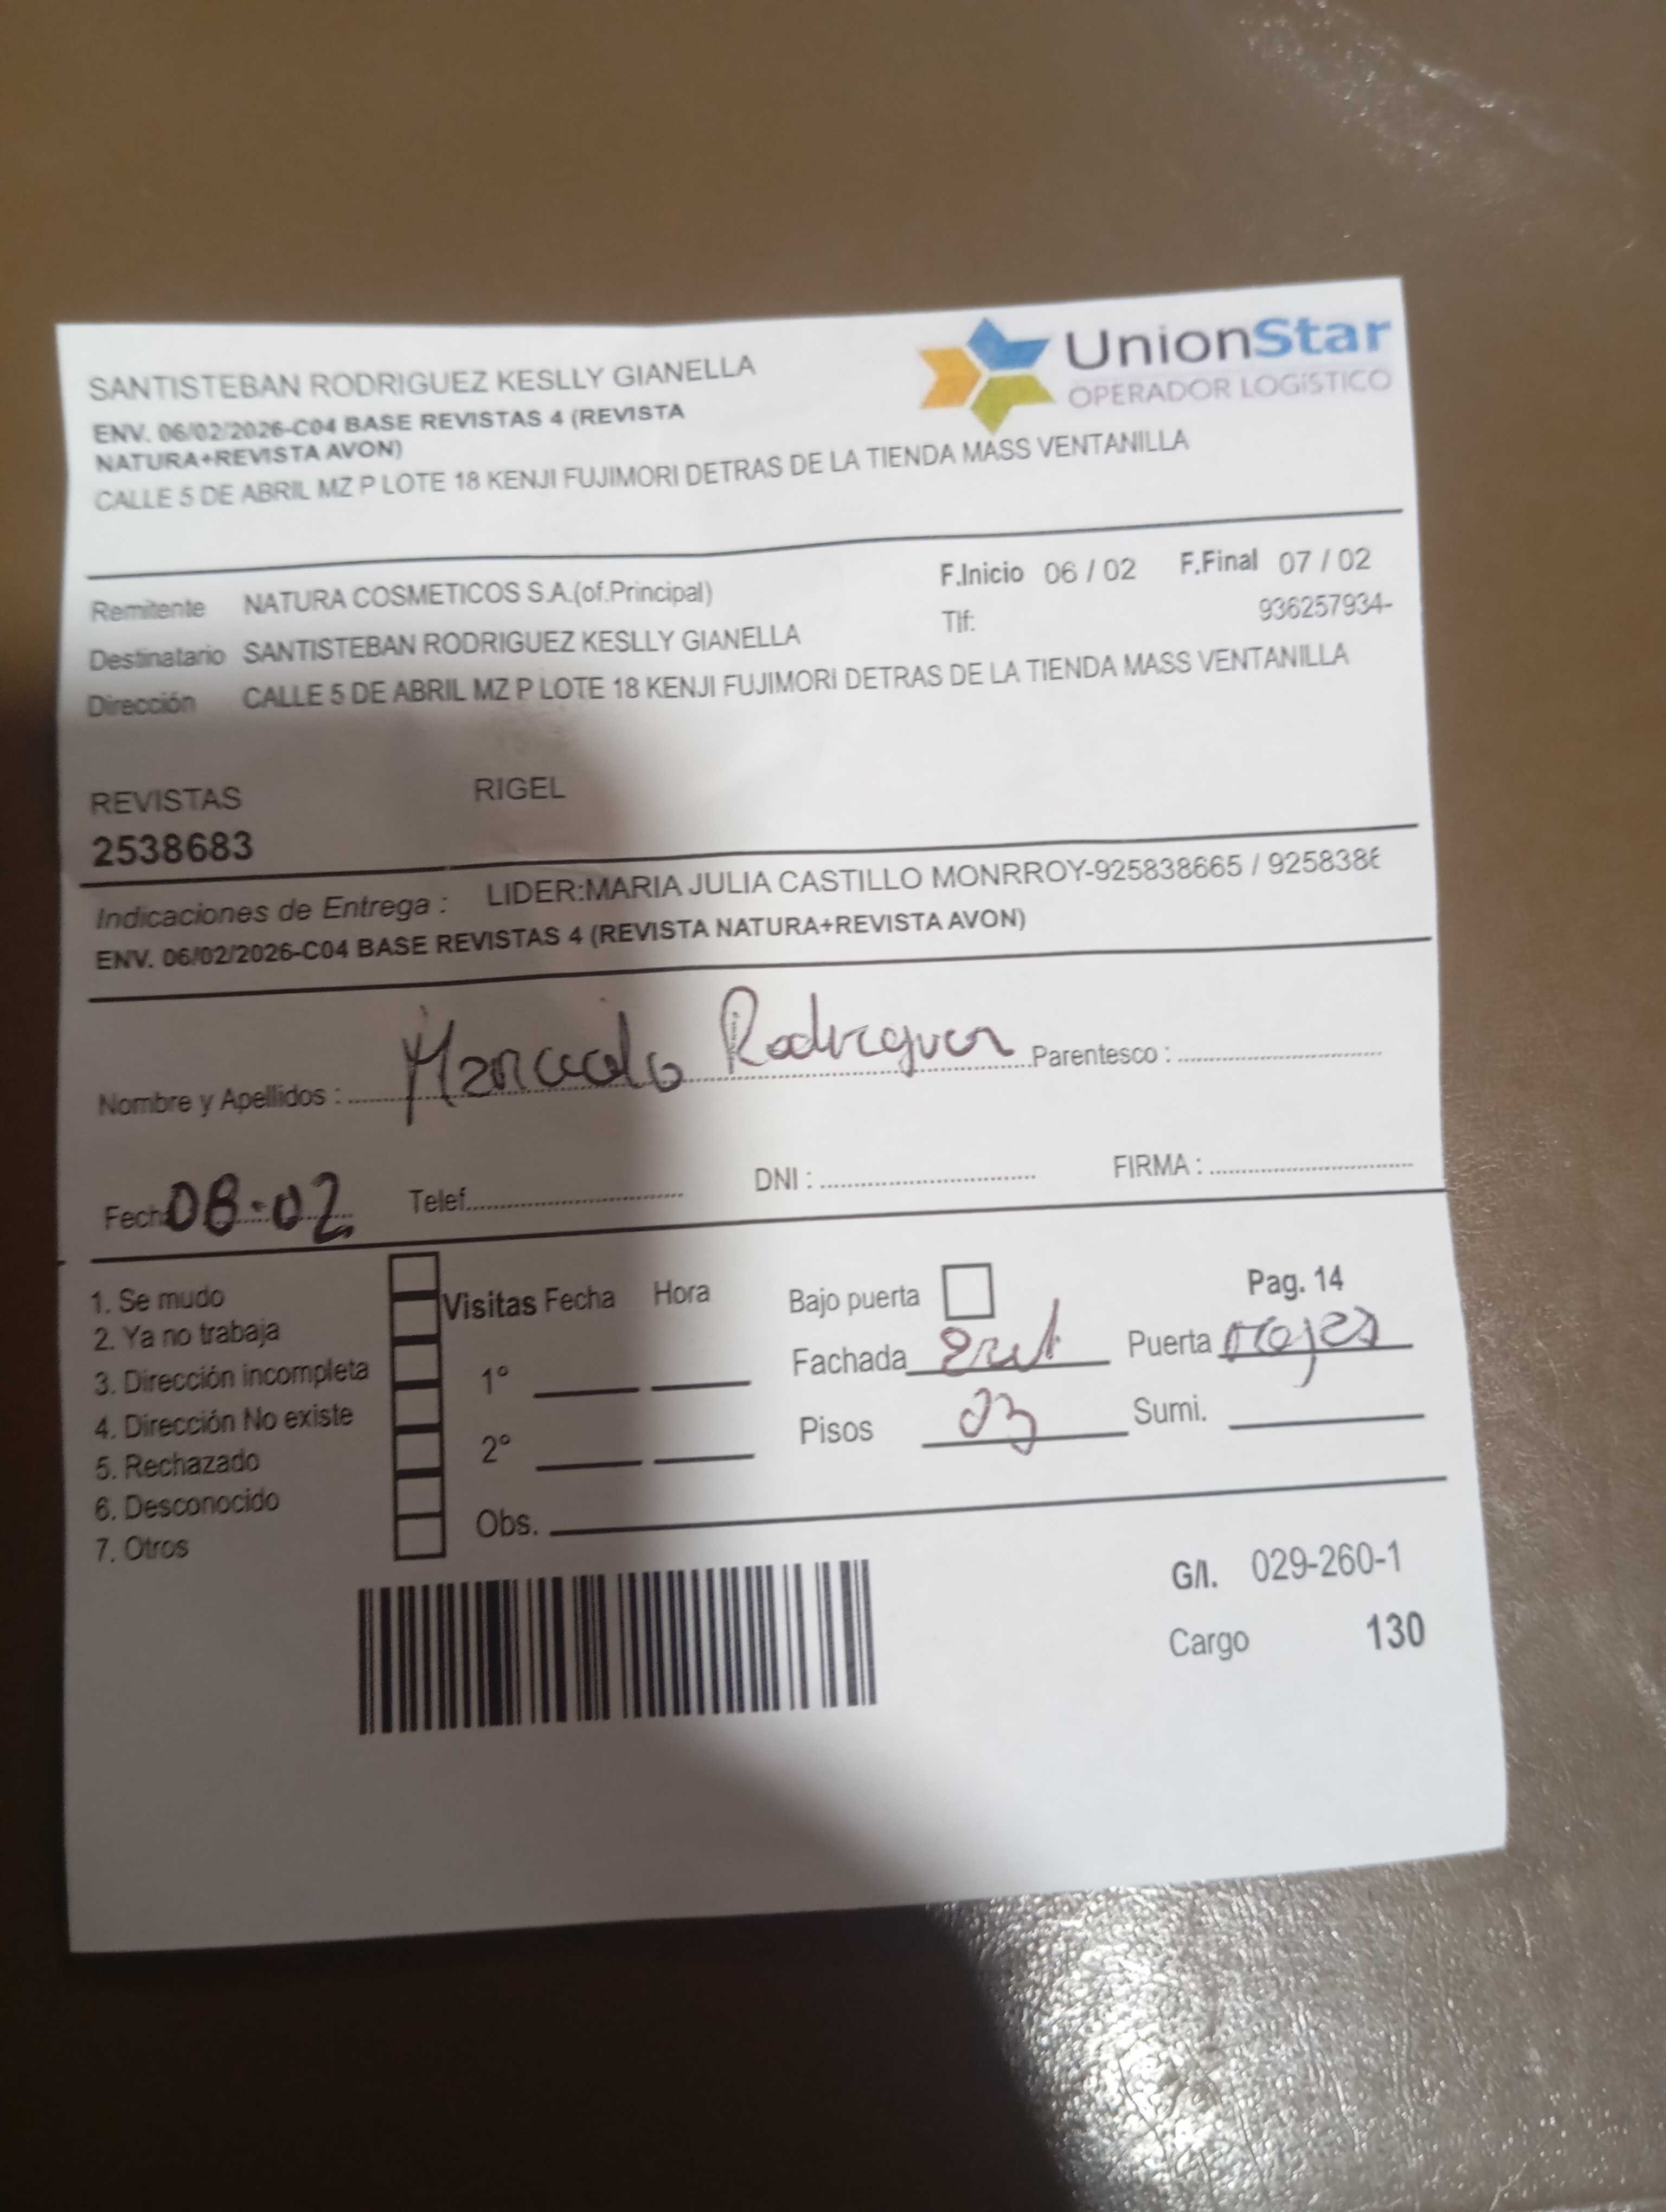 UnionStar
OPERADOR LOGÍSTICO
SANTISTEBAN RODRIGUEZ KESLLY GIANELLA
ENV. 06/02/2026-C04 BASE REVISTAS 4 (REVISTA
NATURA+REVISTA AVON)
CALLE 5 DE ABRIL MZ P LOTE 18 KENJI FUJIMORI DETRAS DE LA TIENDA MASS VENTANILLA
Remitente NATURA COSMETICOS S.A.(of.Principal) F.Inicio 06 / 02 F.Final 07 / 02
Destinatario SANTISTEBAN RODRIGUEZ KESLLY GIANELLA Tlf: 936257934-
Dirección CALLE 5 DE ABRIL MZ P LOTE 18 KENJI FUJIMORI DETRAS DE LA TIENDA MASS VENTANILLA
REVISTAS RIGEL
2538683
Indicaciones de Entrega : LIDER:MARIA JULIA CASTILLO MONRROY-925838665 / 9258386
ENV. 06/02/2026-C04 BASE REVISTAS 4 (REVISTA NATURA+REVISTA AVON)
Nombre y Apellidos : Rodriguez Parentesco :
Fech 08-02 Telef. DNI : FIRMA :
1. Se mudo
2. Ya no trabaja
3. Dirección incompleta
4. Dirección No existe
5. Rechazado
6. Desconocido
7. Otros
Visitas Fecha Hora
1°
2°
Obs.
Bajo puerta Pag. 14
Fachada Puerta
Pisos 03 Sumi.
G/I. 029-260-1
Cargo 130